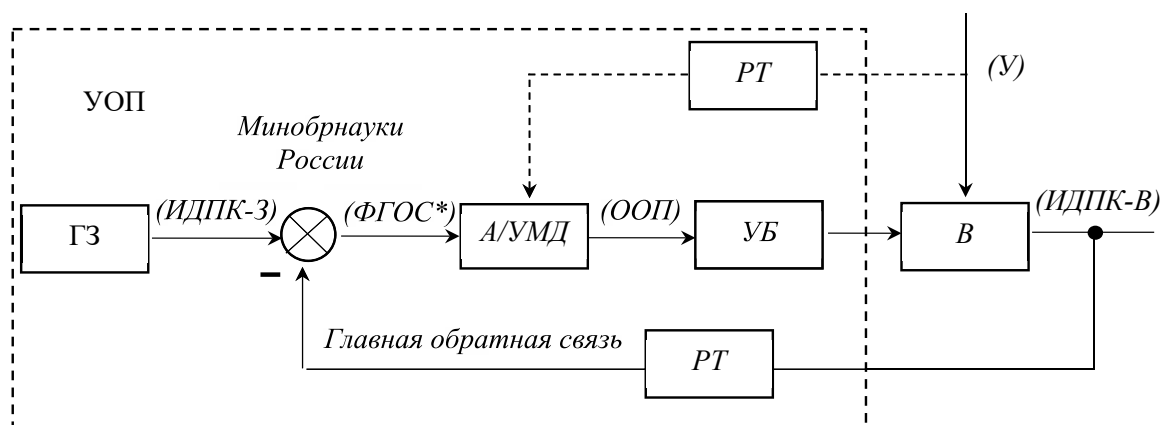 РТ
(У)
УОП
Минобрнауки
России
(ИДПК-З)
(ФГОС*)
(ООП)
(ИДПК-В)
ГЗ
А/УМД
УБ
В
–
Главная обратная связь
РТ